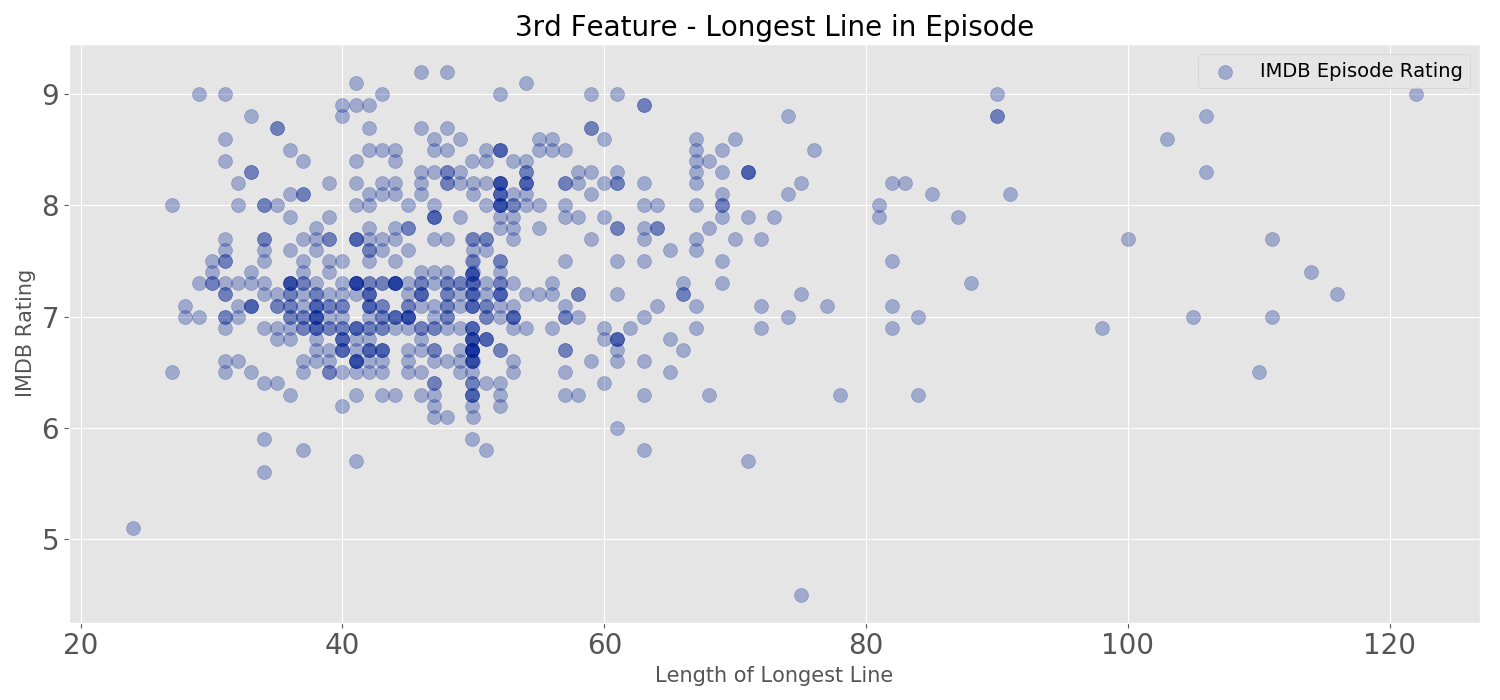 3rd Feature - Longest Line in Episode
IMDB Episode Rating
IMDB Rating
9
8
7
6
5
20 40 60 80 100 120
Length of Longest Line